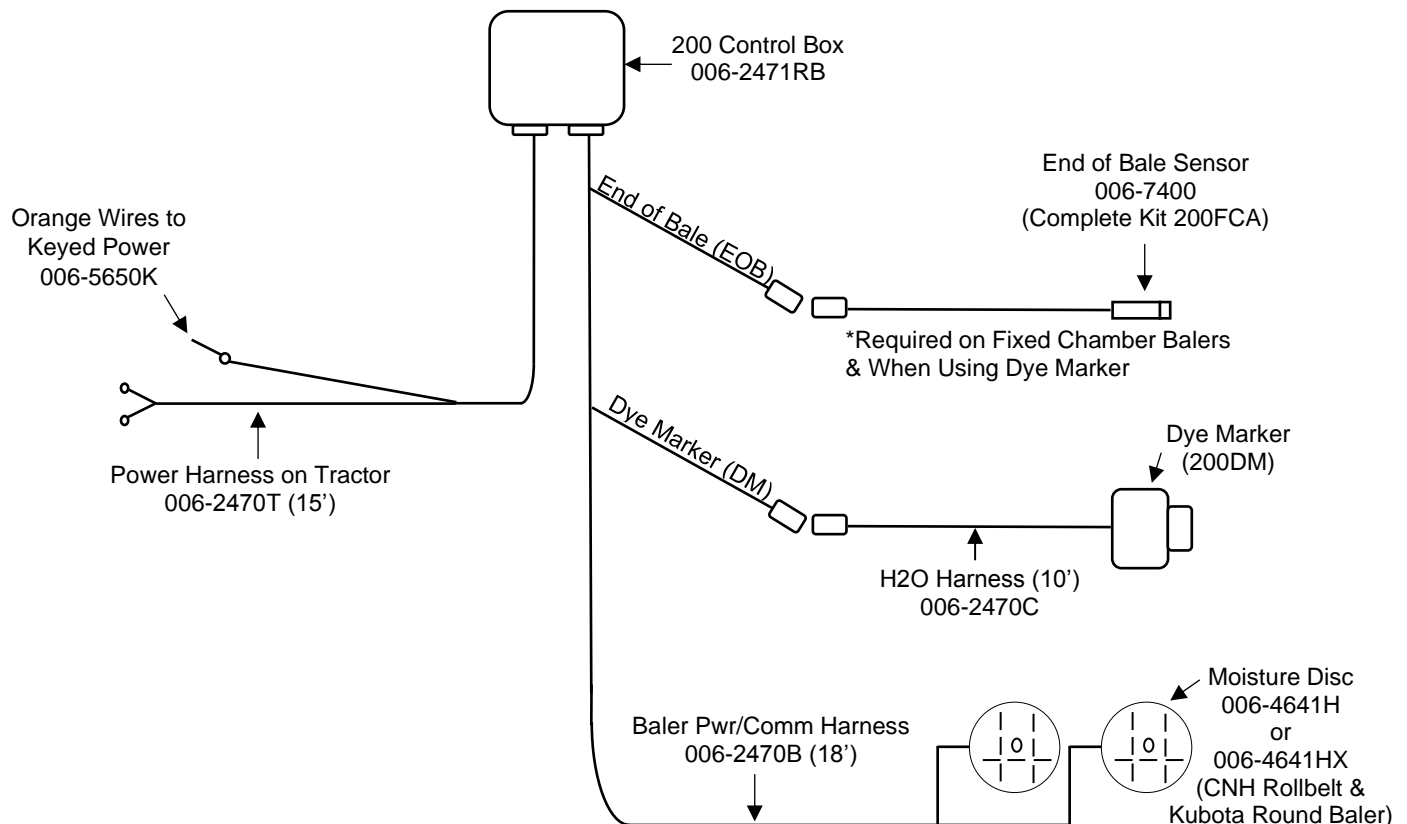 200 Control Box
006-2471RB
End of Bale Sensor
006-7400
(Complete Kit 200FCA)
End of Bale (EOB)
Orange Wires to
Keyed Power
006-5650K
*Required on Fixed Chamber Balers
& When Using Dye Marker
Dye Marker (DM)
Dye Marker
(200DM)
Power Harness on Tractor
006-2470T (15’)
H2O Harness (10’)
006-2470C
Moisture Disc
006-4641H
or
006-4641HX
(CNH Rollbelt &
Kubota Round Baler)
Baler Pwr/Comm Harness
006-2470B (18’)